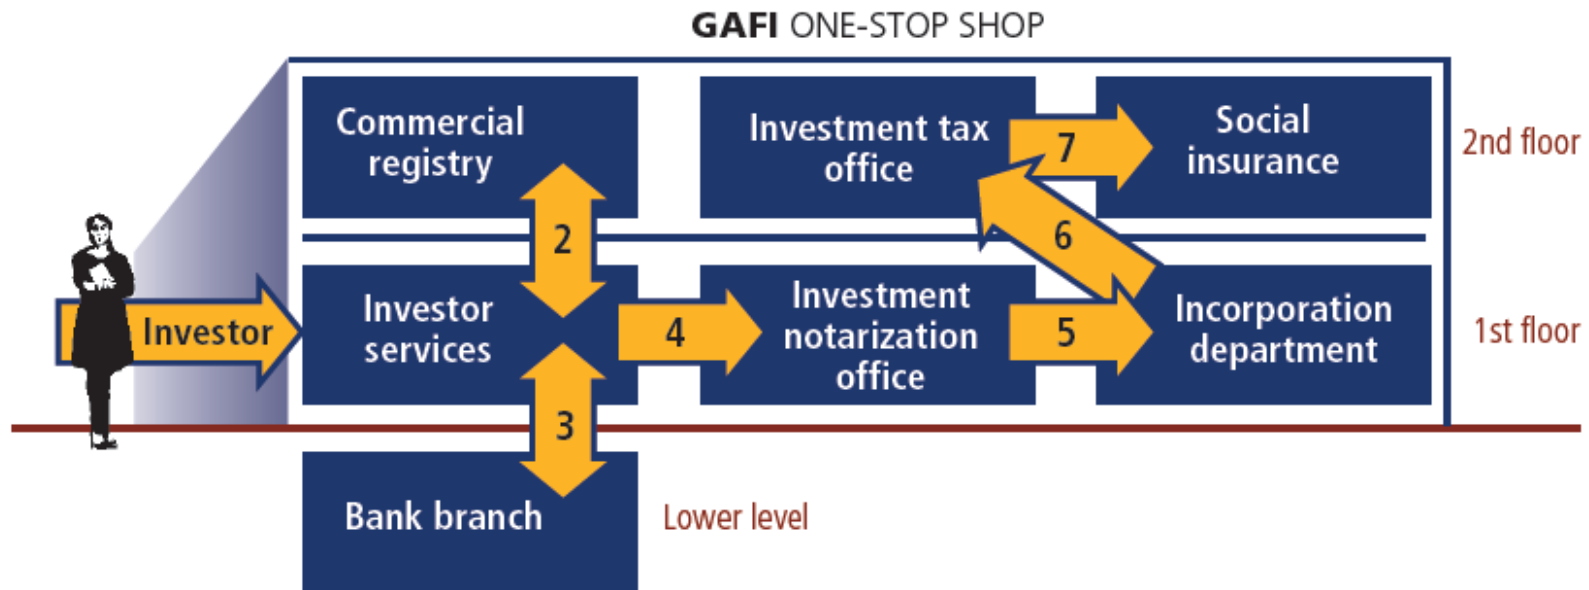 GAFI ONE-STOP SHOP
Commercial
registry
Investment tax
office
7
Social
insurance
2nd floor
2
6
Investor
Investor
services
4
Investment
notarization
office
5
Incorporation
department
1st floor
3
Bank branch
Lower level